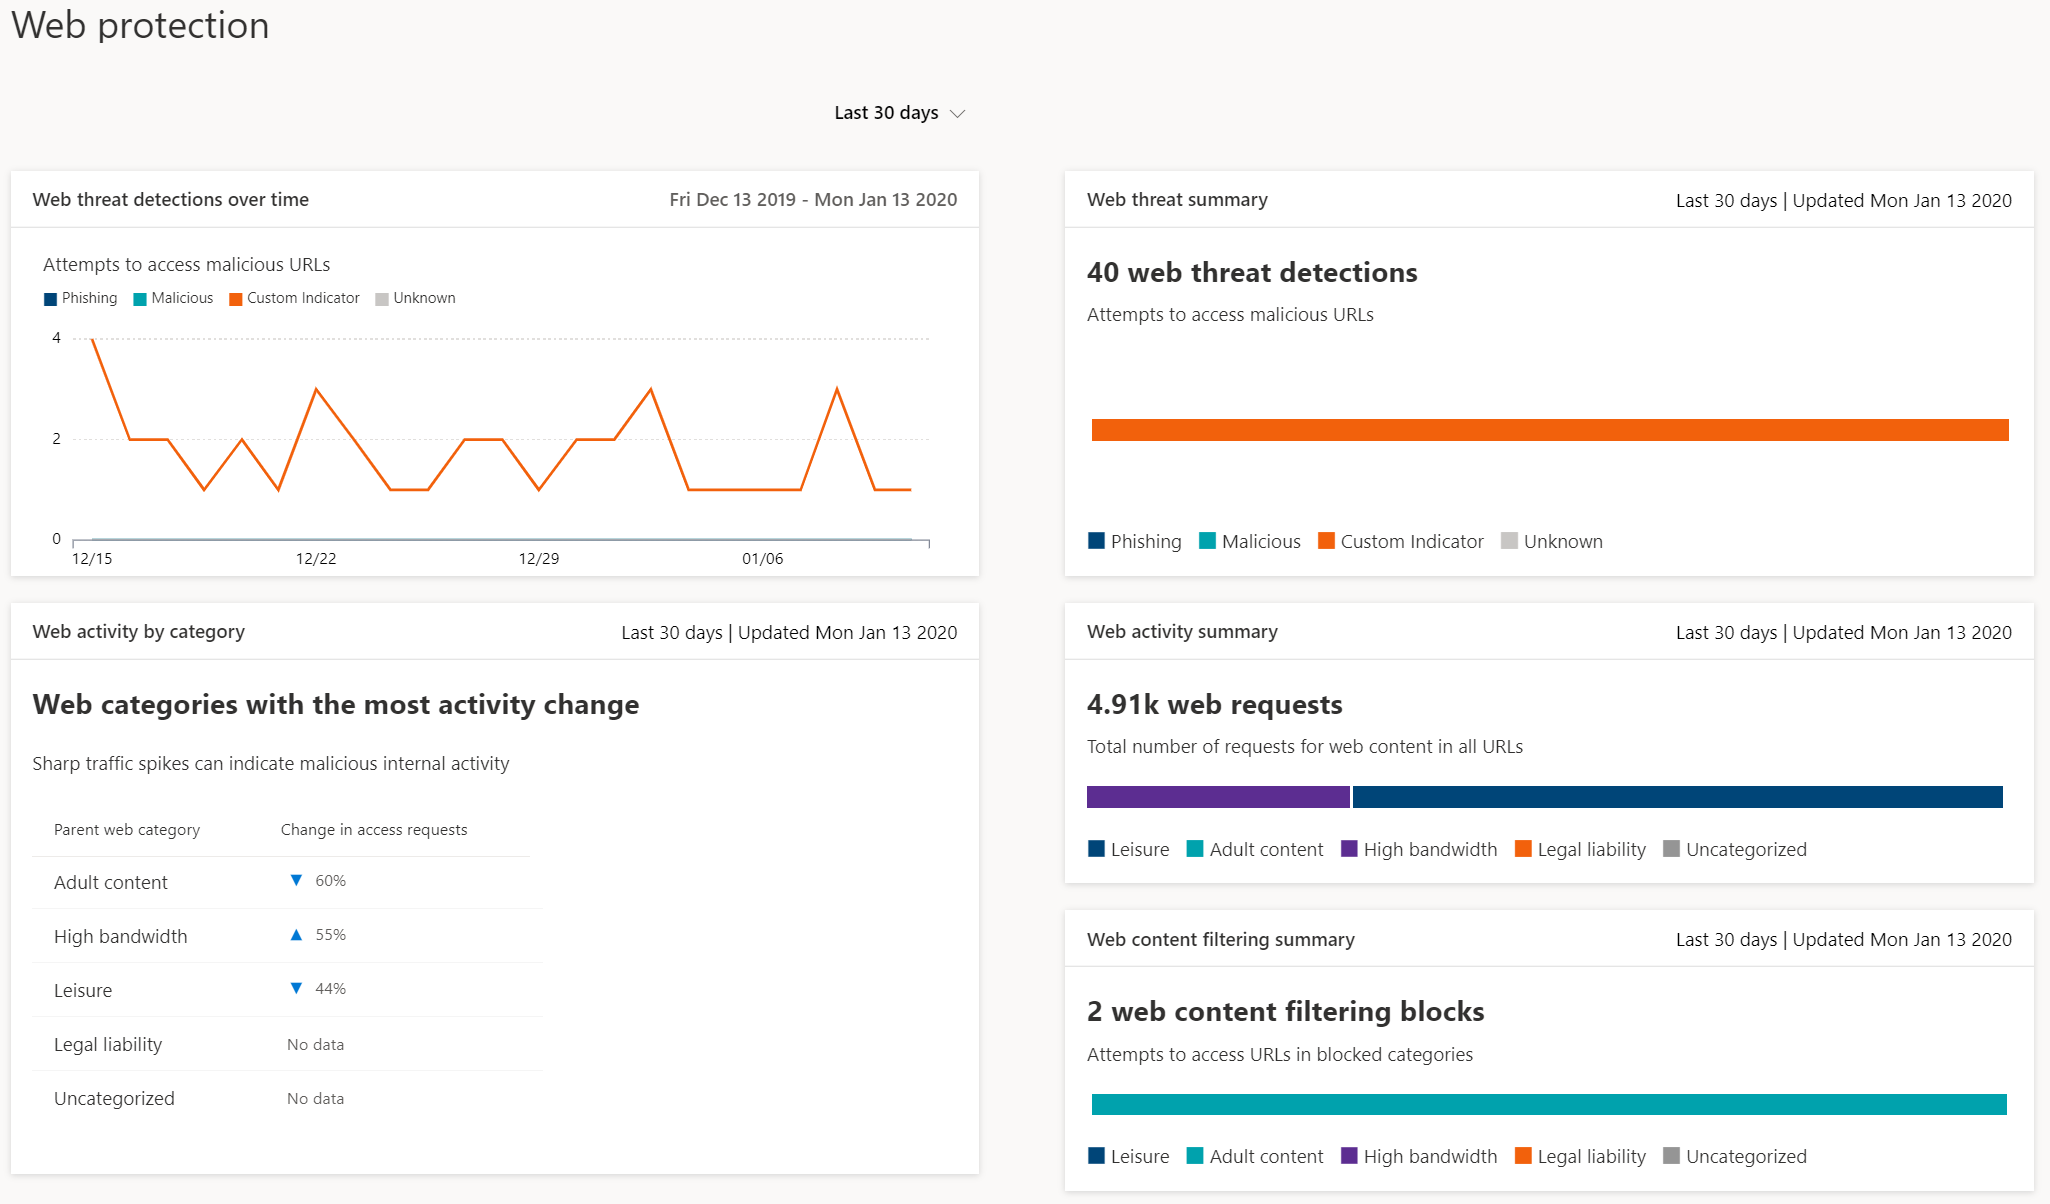 Web protection
Last 30 days
Web threat detections over time
Fri Dec 13 2019 - Mon Jan 13 2020
Attempts to access malicious URLs
Phishing Malicious Custom Indicator Unknown
4
2
0
12/15 12/22 12/29 01/06
Web threat summary
Last 30 days | Updated Mon Jan 13 2020
40 web threat detections
Attempts to access malicious URLs
Phishing Malicious Custom Indicator Unknown
Web activity by category
Last 30 days | Updated Mon Jan 13 2020
Web categories with the most activity change
Sharp traffic spikes can indicate malicious internal activity
Parent web category Change in access requests
Adult content ▼ 60%
High bandwidth ▲ 55%
Leisure ▼ 44%
Legal liability No data
Uncategorized No data
Web activity summary
Last 30 days | Updated Mon Jan 13 2020
4.91k web requests
Total number of requests for web content in all URLs
Leisure Adult content High bandwidth Legal liability Uncategorized
Web content filtering summary
Last 30 days | Updated Mon Jan 13 2020
2 web content filtering blocks
Attempts to access URLs in blocked categories
Leisure Adult content High bandwidth Legal liability Uncategorized